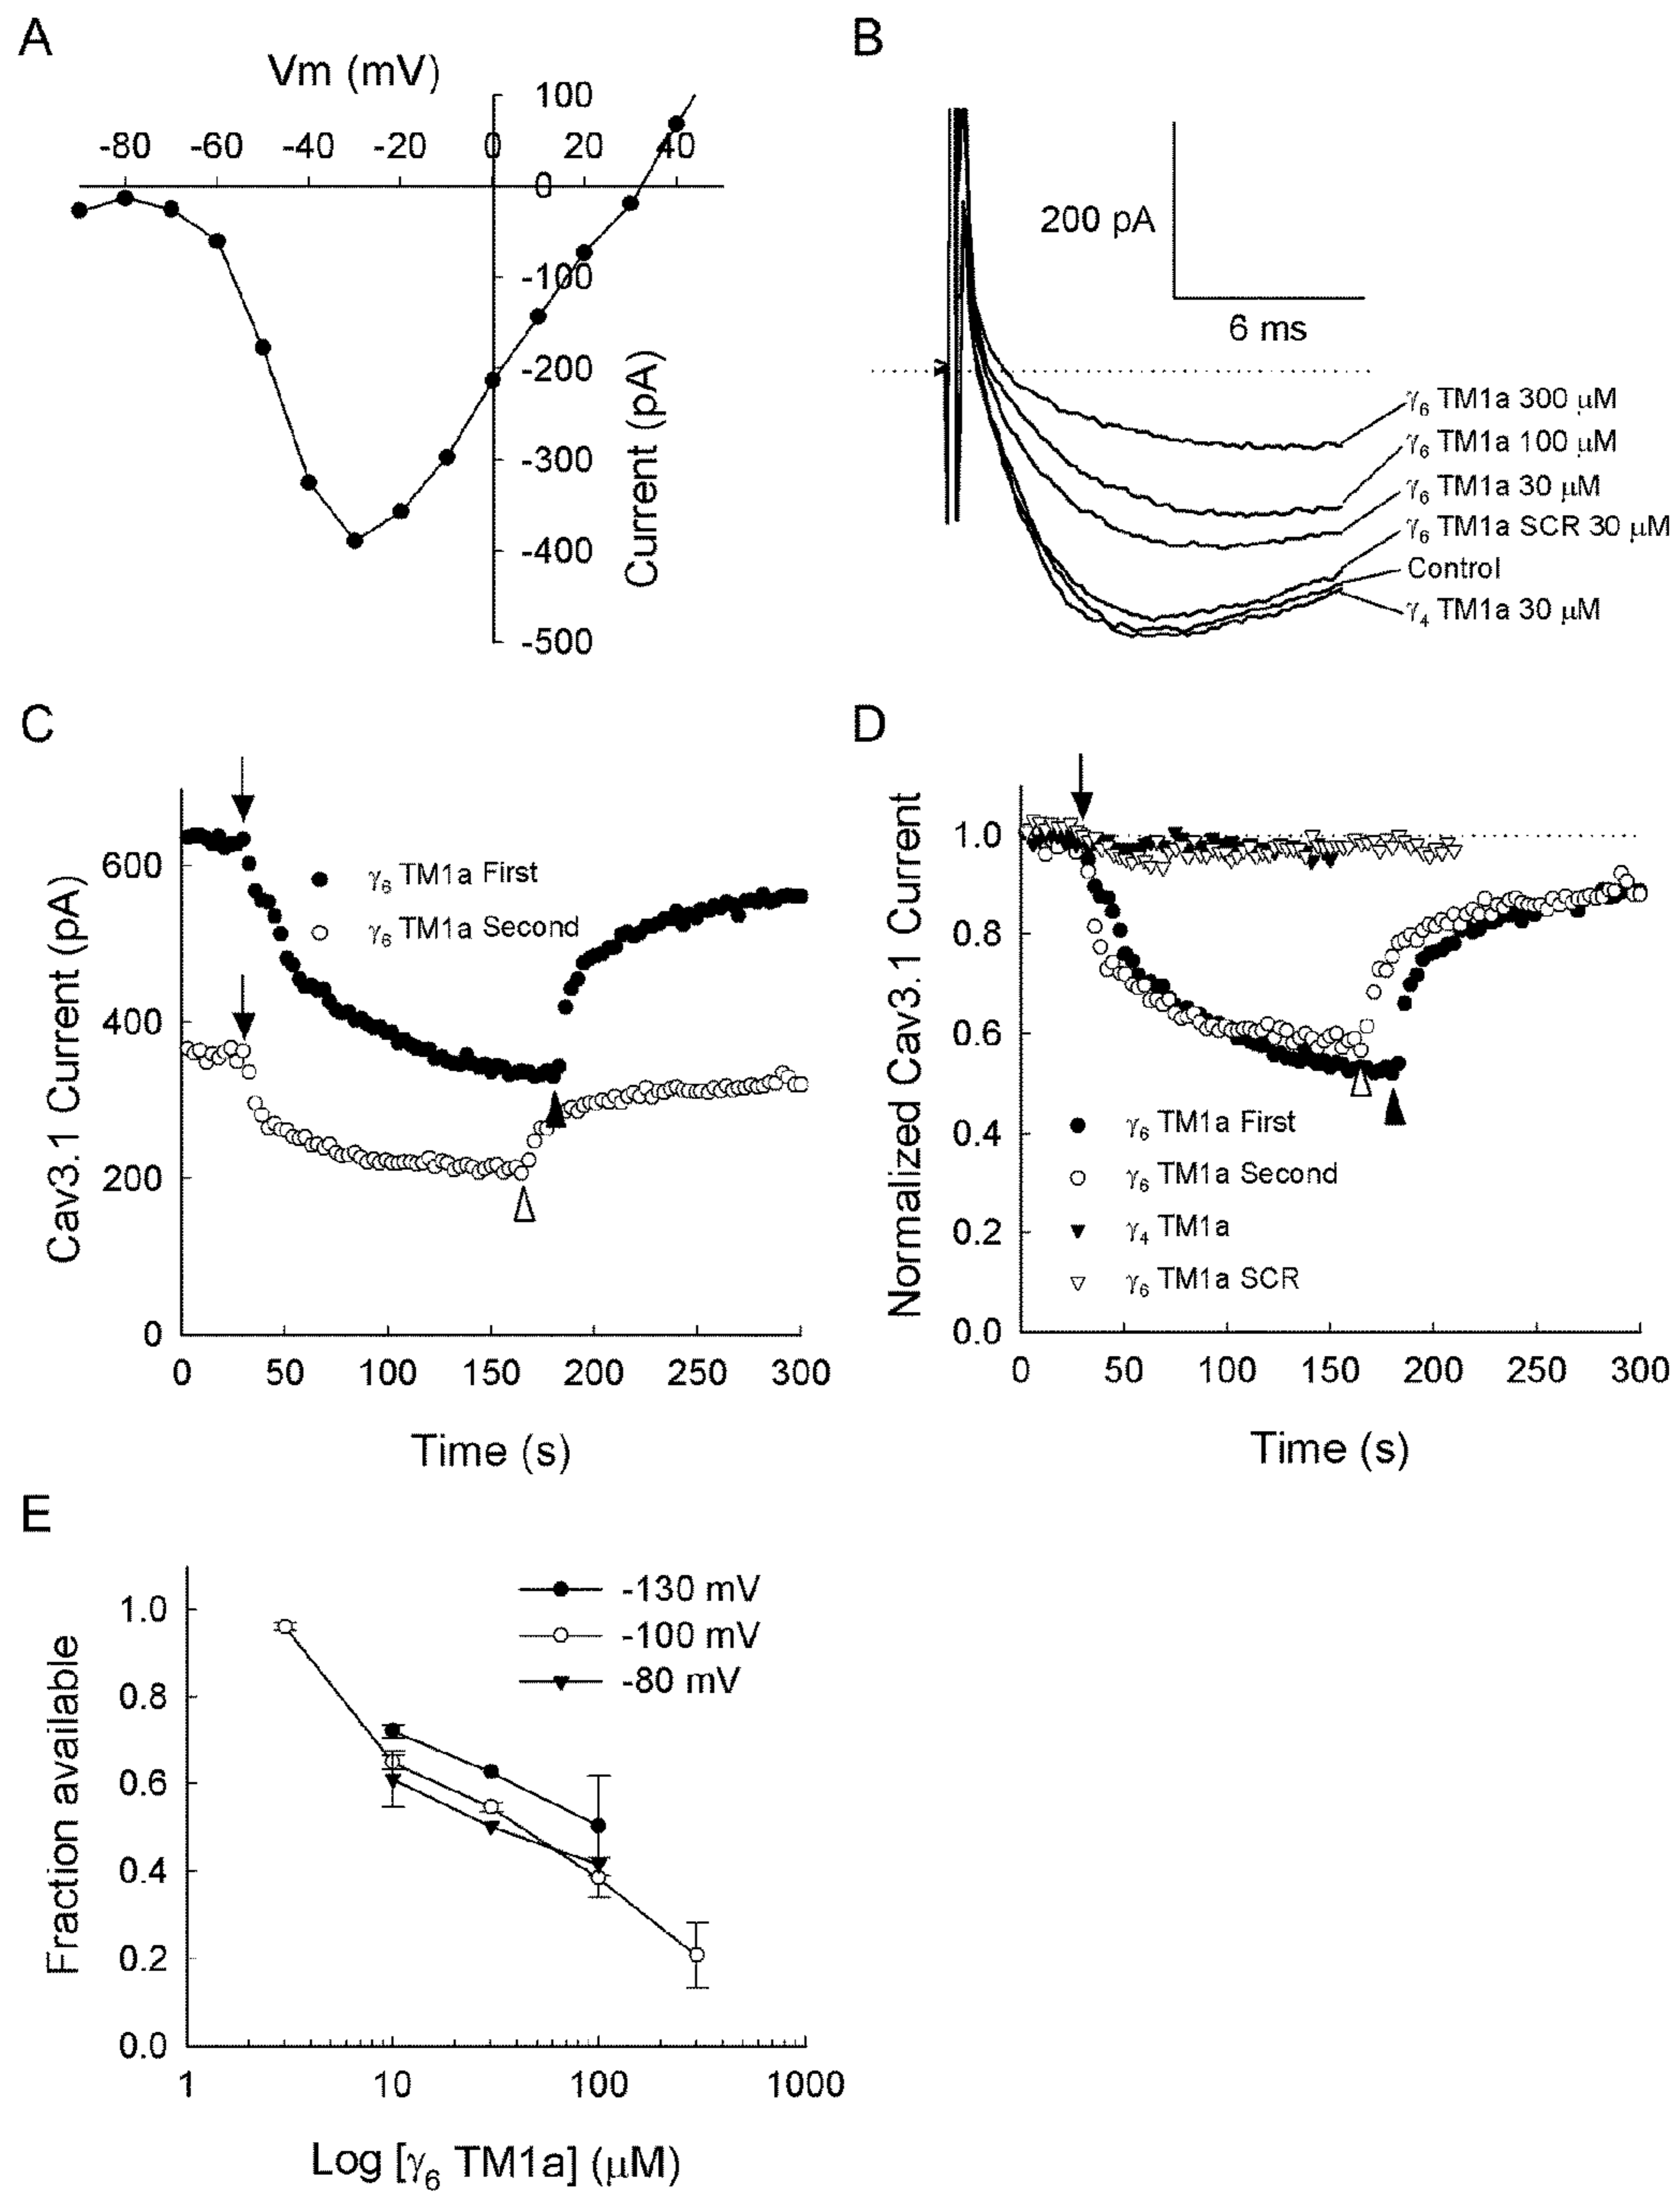 A
Vm (mV)
-80 -60 -40 -20 0 20 40
100
0
-100
-200
-300
-400
-500
Current (pA)
B
200 pA
6 ms
γ6 TM1a 300 μM
γ6 TM1a 100 μM
γ6 TM1a 30 μM
γ6 TM1a SCR 30 μM
Control
γ4 TM1a 30 μM
C
Cav3.1 Current (pA)
600
400
200
0
γ6 TM1a First
γ6 TM1a Second
0 50 100 150 200 250 300
Time (s)
D
Normalized Cav3.1 Current
1.0
0.8
0.6
0.4
0.2
0.0
γ6 TM1a First
γ6 TM1a Second
γ4 TM1a
γ6 TM1a SCR
0 50 100 150 200 250 300
Time (s)
E
Fraction available
1.0
0.8
0.6
0.4
0.2
0.0
-130 mV
-100 mV
-80 mV
1 10 100 1000
Log [γ6 TM1a] (μM)